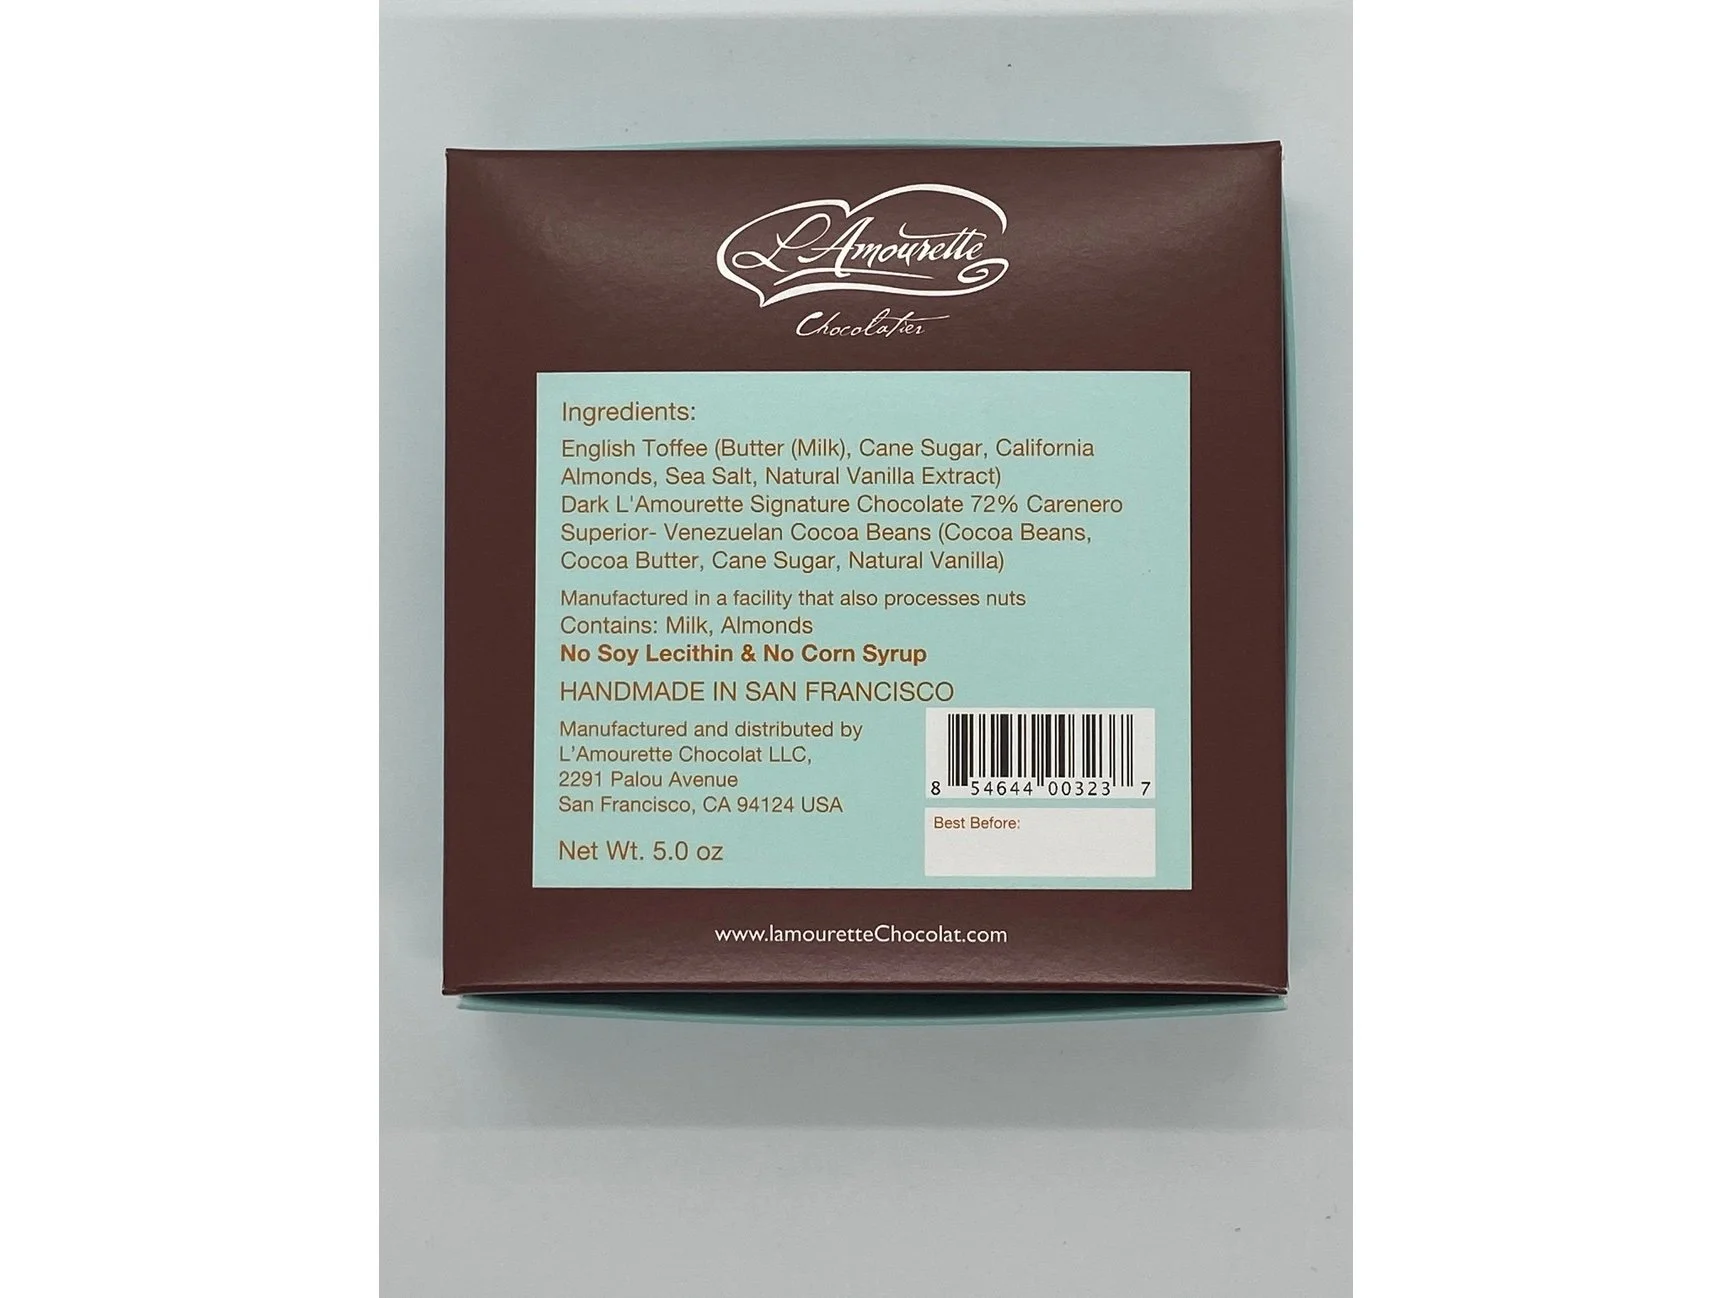 L'Amourette
Chocolatier
Ingredients:
English Toffee (Butter (Milk), Cane Sugar, California
Almonds, Sea Salt, Natural Vanilla Extract)
Dark L'Amourette Signature Chocolate 72% Carenero
Superior- Venezuelan Cocoa Beans (Cocoa Beans,
Cocoa Butter, Cane Sugar, Natural Vanilla)
Manufactured in a facility that also processes nuts
Contains: Milk, Almonds
No Soy Lecithin & No Corn Syrup
HANDMADE IN SAN FRANCISCO
Manufactured and distributed by
L'Amourette Chocolat LLC,
2291 Palou Avenue
San Francisco, CA 94124 USA
Net Wt. 5.0 oz
8 54644 00323 7
Best Before:
www.lamouretteChocolat.com